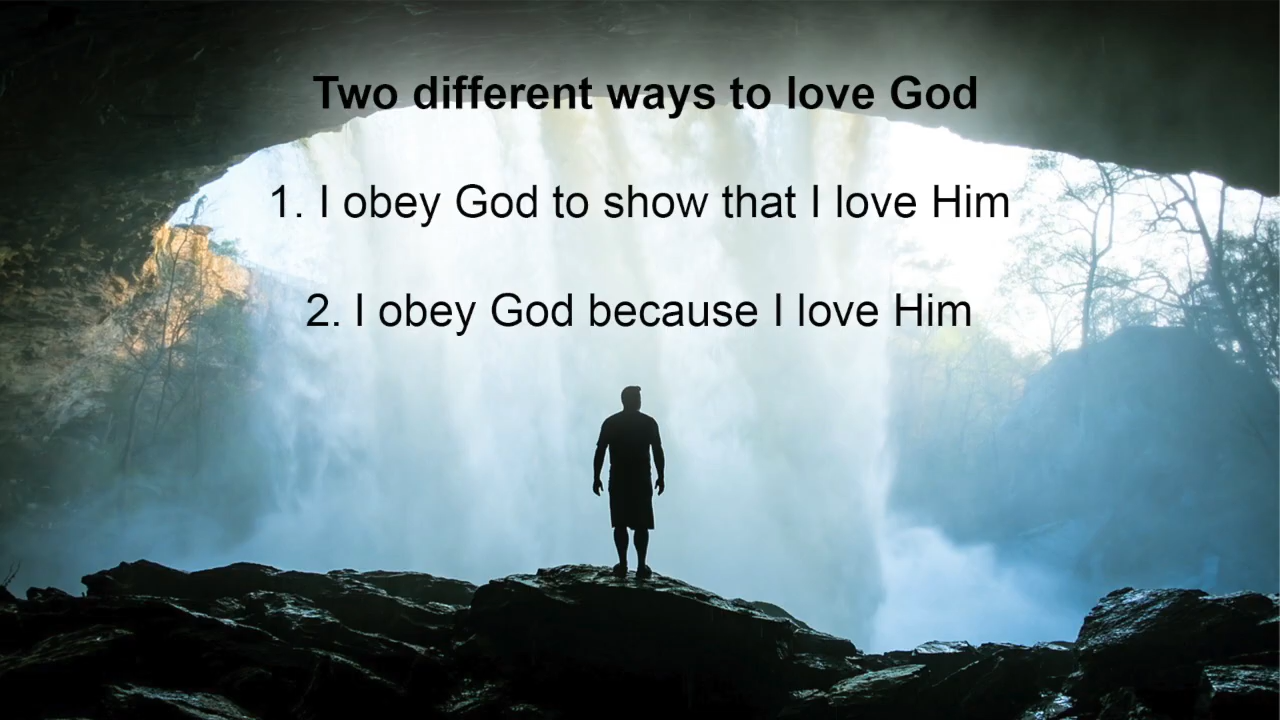 Two different ways to love God
1. I obey God to show that I love Him
2. I obey God because I love Him